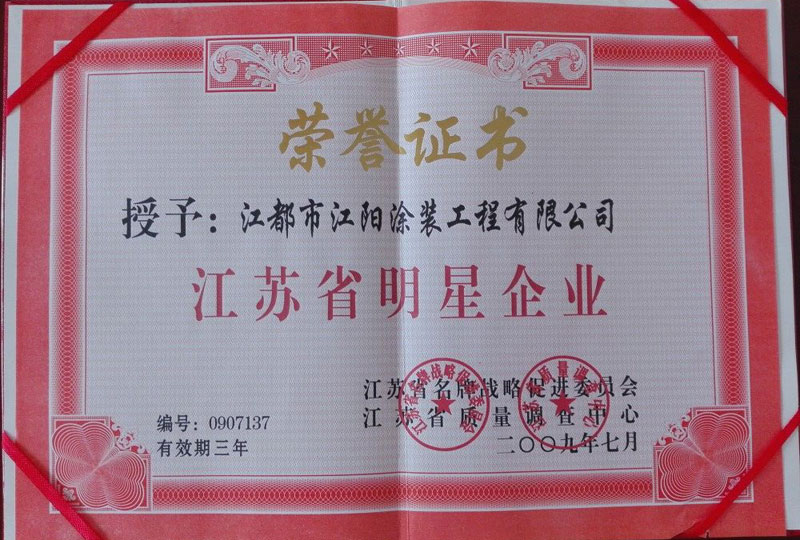 荣誉证书
授予：江都市江阳涂装工程有限公司
江苏省明星企业
江苏省名牌战略促进委员会
江苏省质量调查中心
编号：0907137
有效期三年
二〇〇九年七月